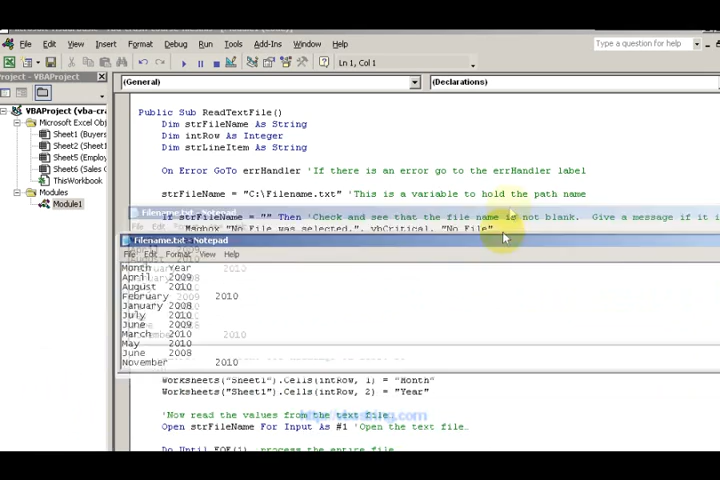 File Edit View Insert Format Debug Run Tools Add-Ins Window Help
Type a question for help
Ln 1, Col 1
Project - VBAProject
(General)
(Declarations)
VBAProject (vba-cra
Microsoft Excel Obj
Sheet1 (Buyers
Sheet2 (Sheet1
Sheet5 (Employ
Sheet6 (Sales
ThisWorkbook
Modules
Module1
Public Sub ReadTextFile()
Dim strFileName As String
Dim intRow As Integer
Dim strLineItem As String
On Error GoTo errHandler 'If there is an error go to the errHandler label
strFileName = "C:\Filename.txt" 'This is a variable to hold the path name
If strFileName = "" Then 'Check and see that the file name is not blank. Give a message if it i
Msgbox "No File was selected.", vbCritical, "No File"
Filename.txt - Notepad
File Edit Format View Help
Month Year
April 2009
August 2010
February 2010
January 2008
July 2010
June 2009
March 2010
May 2010
June 2008
November 2010
Worksheets("Sheet1").Cells(intRow, 1) = "Month"
Worksheets("Sheet1").Cells(intRow, 2) = "Year"
'Now read the values from the text file
Open strFileName For Input As #1 'Open the text file
Do Until EOF(1) 'process the entire file